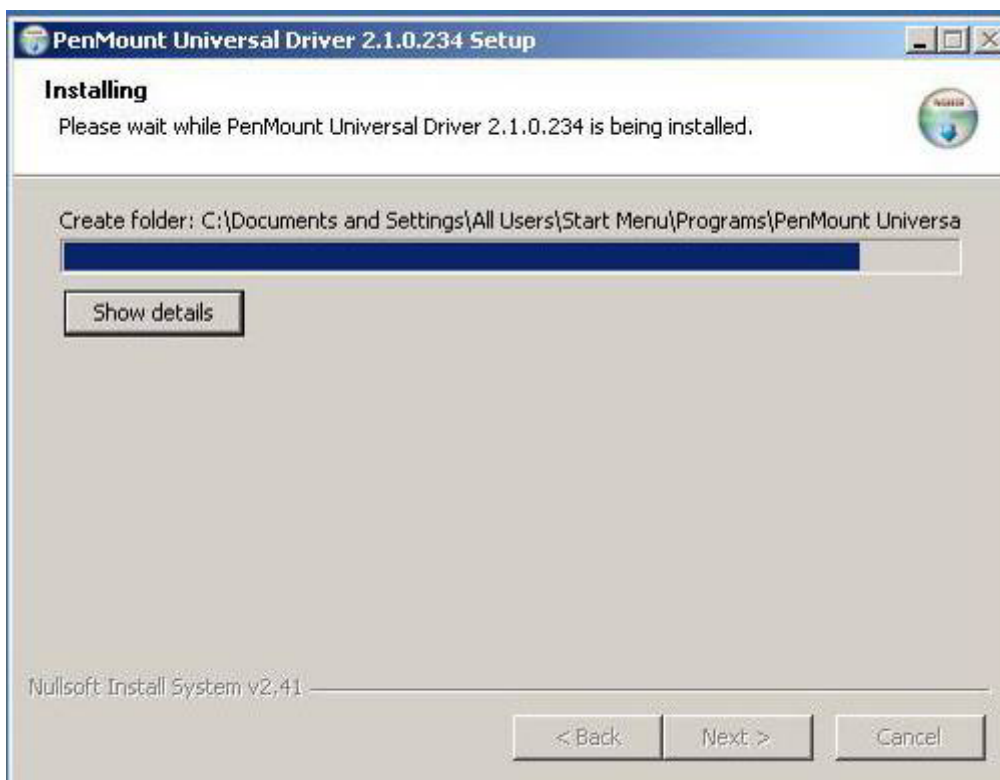 PenMount Universal Driver 2.1.0.234 Setup
Installing
Please wait while PenMount Universal Driver 2.1.0.234 is being installed.
Create folder: C:\Documents and Settings\All Users\Start Menu\Programs\PenMount Universa
Show details
Nullsoft Install System v2.41
< Back
Next >
Cancel